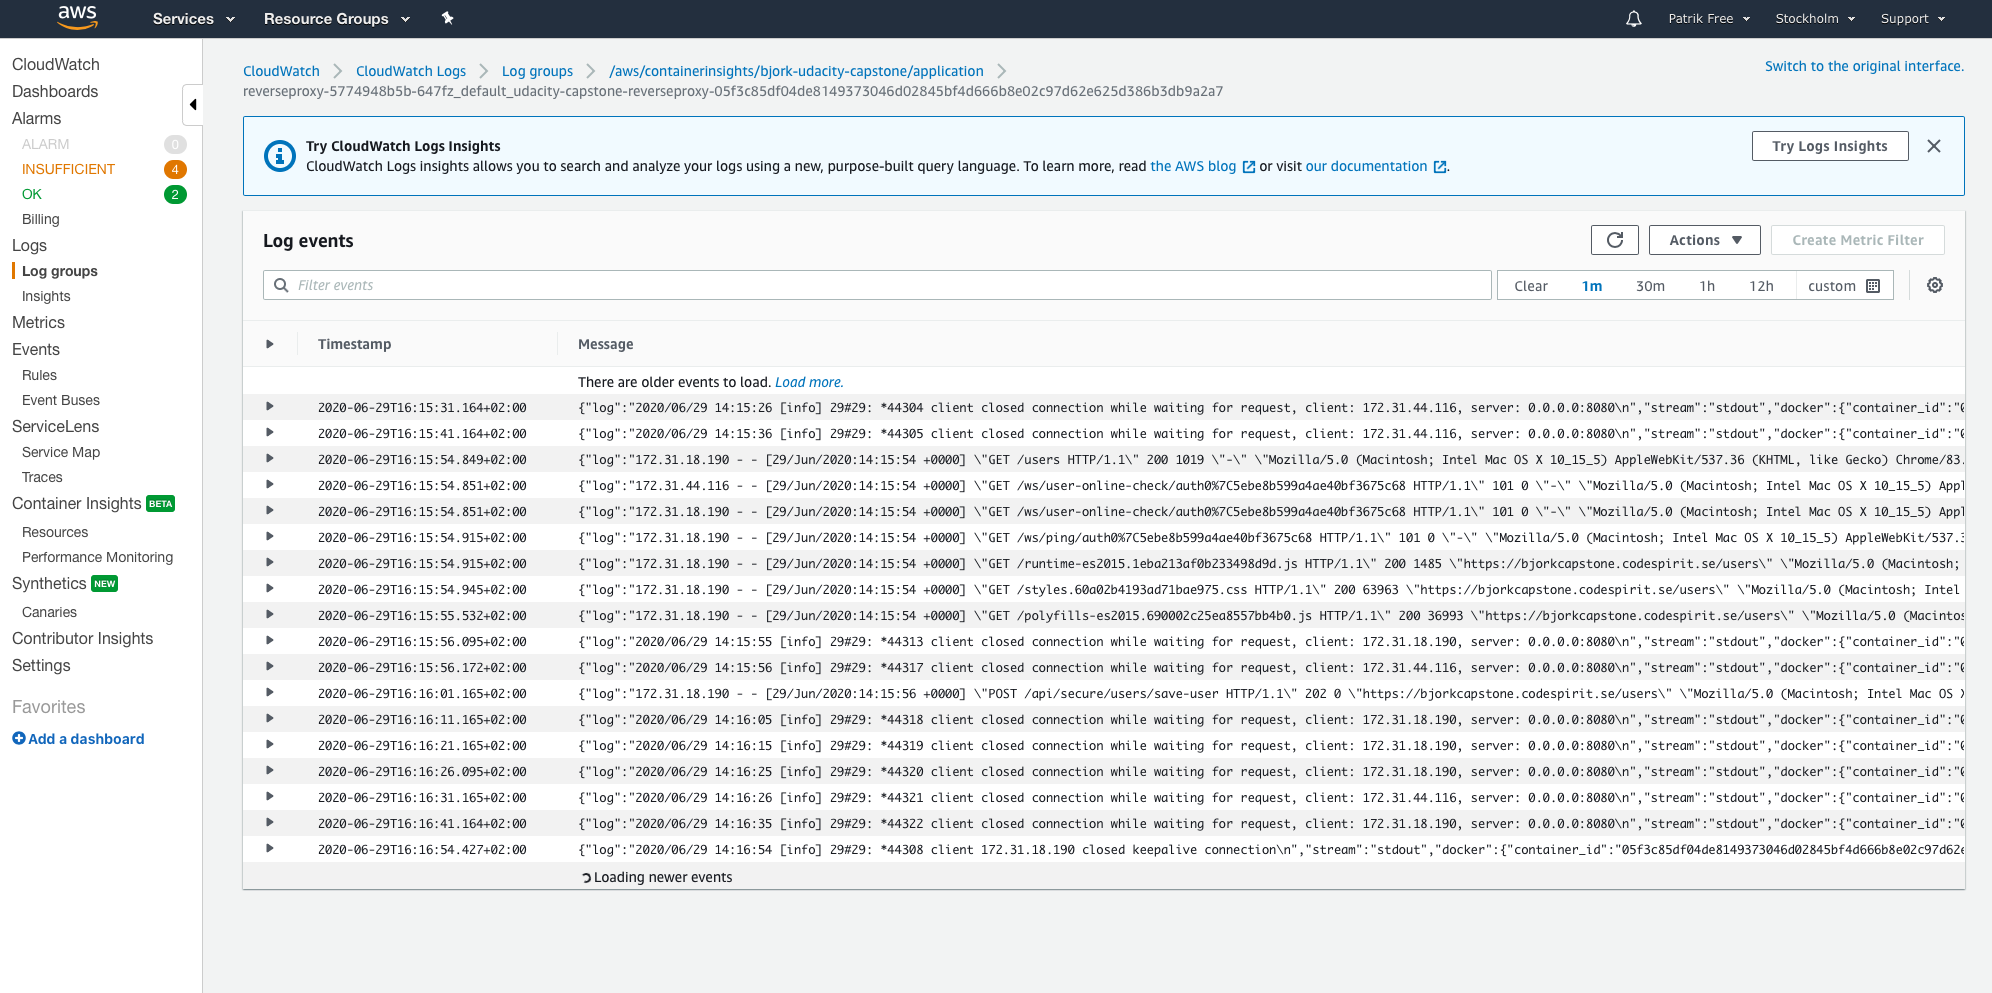 aws Services Resource Groups Patrik Free Stockholm Support
CloudWatch
Dashboards
Alarms
ALARM 0
INSUFFICIENT 4
OK 2
Billing
Logs
Log groups
Insights
Metrics
Events
Rules
Event Buses
ServiceLens
Service Map
Traces
Container Insights BETA
Resources
Performance Monitoring
Synthetics NEW
Canaries
Contributor Insights
Settings
Favorites
Add a dashboard
CloudWatch CloudWatch Logs Log groups /aws/containerinsights/bjork-udacity-capstone/application
reverseproxy-5774948b5b-647fz_default_udacity-capstone-reverseproxy-05f3c85df04de8149373046d02845bf4d666b8e02c97d62e625d386b3db9a2a7
Switch to the original interface.
Try CloudWatch Logs Insights
CloudWatch Logs insights allows you to search and analyze your logs using a new, purpose-built query language. To learn more, read the AWS blog or visit our documentation .
Try Logs Insights
Log events
Actions Create Metric Filter
Filter events Clear 1m 30m 1h 12h custom
Timestamp Message
There are older events to load. Load more.
2020-06-29T16:15:31.164+02:00 {"log":"2020/06/29 14:15:26 [info] 29#29: *44304 client closed connection while waiting for request, client: 172.31.44.116, server: 0.0.0.0:8080\n","stream":"stdout","docker":{"container_id":"0
2020-06-29T16:15:41.164+02:00 {"log":"2020/06/29 14:15:36 [info] 29#29: *44305 client closed connection while waiting for request, client: 172.31.44.116, server: 0.0.0.0:8080\n","stream":"stdout","docker":{"container_id":"0
2020-06-29T16:15:54.849+02:00 {"log":"172.31.18.190 - - [29/Jun/2020:14:15:54 +0000] \"GET /users HTTP/1.1\" 200 1019 \"-\" \"Mozilla/5.0 (Macintosh; Intel Mac OS X 10_15_5) AppleWebKit/537.36 (KHTML, like Gecko) Chrome/83.
2020-06-29T16:15:54.851+02:00 {"log":"172.31.44.116 - - [29/Jun/2020:14:15:54 +0000] \"GET /ws/user-online-check/auth0%7C5ebe8b599a4ae40bf3675c68 HTTP/1.1\" 101 0 \"-\" \"Mozilla/5.0 (Macintosh; Intel Mac OS X 10_15_5) Appl
2020-06-29T16:15:54.851+02:00 {"log":"172.31.18.190 - - [29/Jun/2020:14:15:54 +0000] \"GET /ws/user-online-check/auth0%7C5ebe8b599a4ae40bf3675c68 HTTP/1.1\" 101 0 \"-\" \"Mozilla/5.0 (Macintosh; Intel Mac OS X 10_15_5) Appl
2020-06-29T16:15:54.915+02:00 {"log":"172.31.18.190 - - [29/Jun/2020:14:15:54 +0000] \"GET /ws/ping/auth0%7C5ebe8b599a4ae40bf3675c68 HTTP/1.1\" 101 0 \"-\" \"Mozilla/5.0 (Macintosh; Intel Mac OS X 10_15_5) AppleWebKit/537.3
2020-06-29T16:15:54.915+02:00 {"log":"172.31.18.190 - - [29/Jun/2020:14:15:54 +0000] \"GET /runtime-es2015.1eba213af0b233498d9d.js HTTP/1.1\" 200 1485 \"https://bjorkcapstone.codespirit.se/users\" \"Mozilla/5.0 (Macintosh;
2020-06-29T16:15:54.945+02:00 {"log":"172.31.18.190 - - [29/Jun/2020:14:15:54 +0000] \"GET /styles.60a02b4193ad71bae975.css HTTP/1.1\" 200 63963 \"https://bjorkcapstone.codespirit.se/users\" \"Mozilla/5.0 (Macintosh; Intel
2020-06-29T16:15:55.532+02:00 {"log":"172.31.18.190 - - [29/Jun/2020:14:15:54 +0000] \"GET /polyfills-es2015.690002c25ea8557bb4b0.js HTTP/1.1\" 200 36993 \"https://bjorkcapstone.codespirit.se/users\" \"Mozilla/5.0 (Macintos
2020-06-29T16:15:56.095+02:00 {"log":"2020/06/29 14:15:55 [info] 29#29: *44313 client closed connection while waiting for request, client: 172.31.18.190, server: 0.0.0.0:8080\n","stream":"stdout","docker":{"container_id":"0
2020-06-29T16:15:56.172+02:00 {"log":"2020/06/29 14:15:56 [info] 29#29: *44317 client closed connection while waiting for request, client: 172.31.44.116, server: 0.0.0.0:8080\n","stream":"stdout","docker":{"container_id":"0
2020-06-29T16:16:01.165+02:00 {"log":"172.31.18.190 - - [29/Jun/2020:14:15:56 +0000] \"POST /api/secure/users/save-user HTTP/1.1\" 202 0 \"https://bjorkcapstone.codespirit.se/users\" \"Mozilla/5.0 (Macintosh; Intel Mac OS X
2020-06-29T16:16:11.165+02:00 {"log":"2020/06/29 14:16:05 [info] 29#29: *44318 client closed connection while waiting for request, client: 172.31.18.190, server: 0.0.0.0:8080\n","stream":"stdout","docker":{"container_id":"0
2020-06-29T16:16:21.165+02:00 {"log":"2020/06/29 14:16:15 [info] 29#29: *44319 client closed connection while waiting for request, client: 172.31.18.190, server: 0.0.0.0:8080\n","stream":"stdout","docker":{"container_id":"0
2020-06-29T16:16:26.095+02:00 {"log":"2020/06/29 14:16:25 [info] 29#29: *44320 client closed connection while waiting for request, client: 172.31.18.190, server: 0.0.0.0:8080\n","stream":"stdout","docker":{"container_id":"0
2020-06-29T16:16:31.165+02:00 {"log":"2020/06/29 14:16:26 [info] 29#29: *44321 client closed connection while waiting for request, client: 172.31.44.116, server: 0.0.0.0:8080\n","stream":"stdout","docker":{"container_id":"0
2020-06-29T16:16:41.164+02:00 {"log":"2020/06/29 14:16:35 [info] 29#29: *44322 client closed connection while waiting for request, client: 172.31.18.190, server: 0.0.0.0:8080\n","stream":"stdout","docker":{"container_id":"0
2020-06-29T16:16:54.427+02:00 {"log":"2020/06/29 14:16:54 [info] 29#29: *44308 client 172.31.18.190 closed keepalive connection\n","stream":"stdout","docker":{"container_id":"05f3c85df04de8149373046d02845bf4d666b8e02c97d62e
Loading newer events